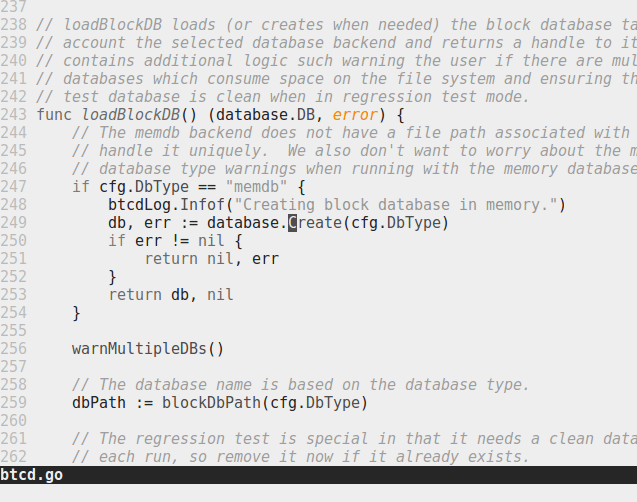 237
238 // loadBlockDB loads (or creates when needed) the block database ta
239 // account the selected database backend and returns a handle to it
240 // contains additional logic such warning the user if there are mul
241 // databases which consume space on the file system and ensuring th
242 // test database is clean when in regression test mode.
243 func loadBlockDB() (database.DB, error) {
244     // The memdb backend does not have a file path associated with
245     // handle it uniquely.  We also don't want to worry about the m
246     // database type warnings when running with the memory database
247     if cfg.DbType == "memdb" {
248         btcdLog.Infof("Creating block database in memory.")
249         db, err := database.Create(cfg.DbType)
250         if err != nil {
251             return nil, err
252         }
253         return db, nil
254     }
255
256     warnMultipleDBs()
257
258     // The database name is based on the database type.
259     dbPath := blockDbPath(cfg.DbType)
260
261     // The regression test is special in that it needs a clean data
262     // each run, so remove it now if it already exists.
btcd.go